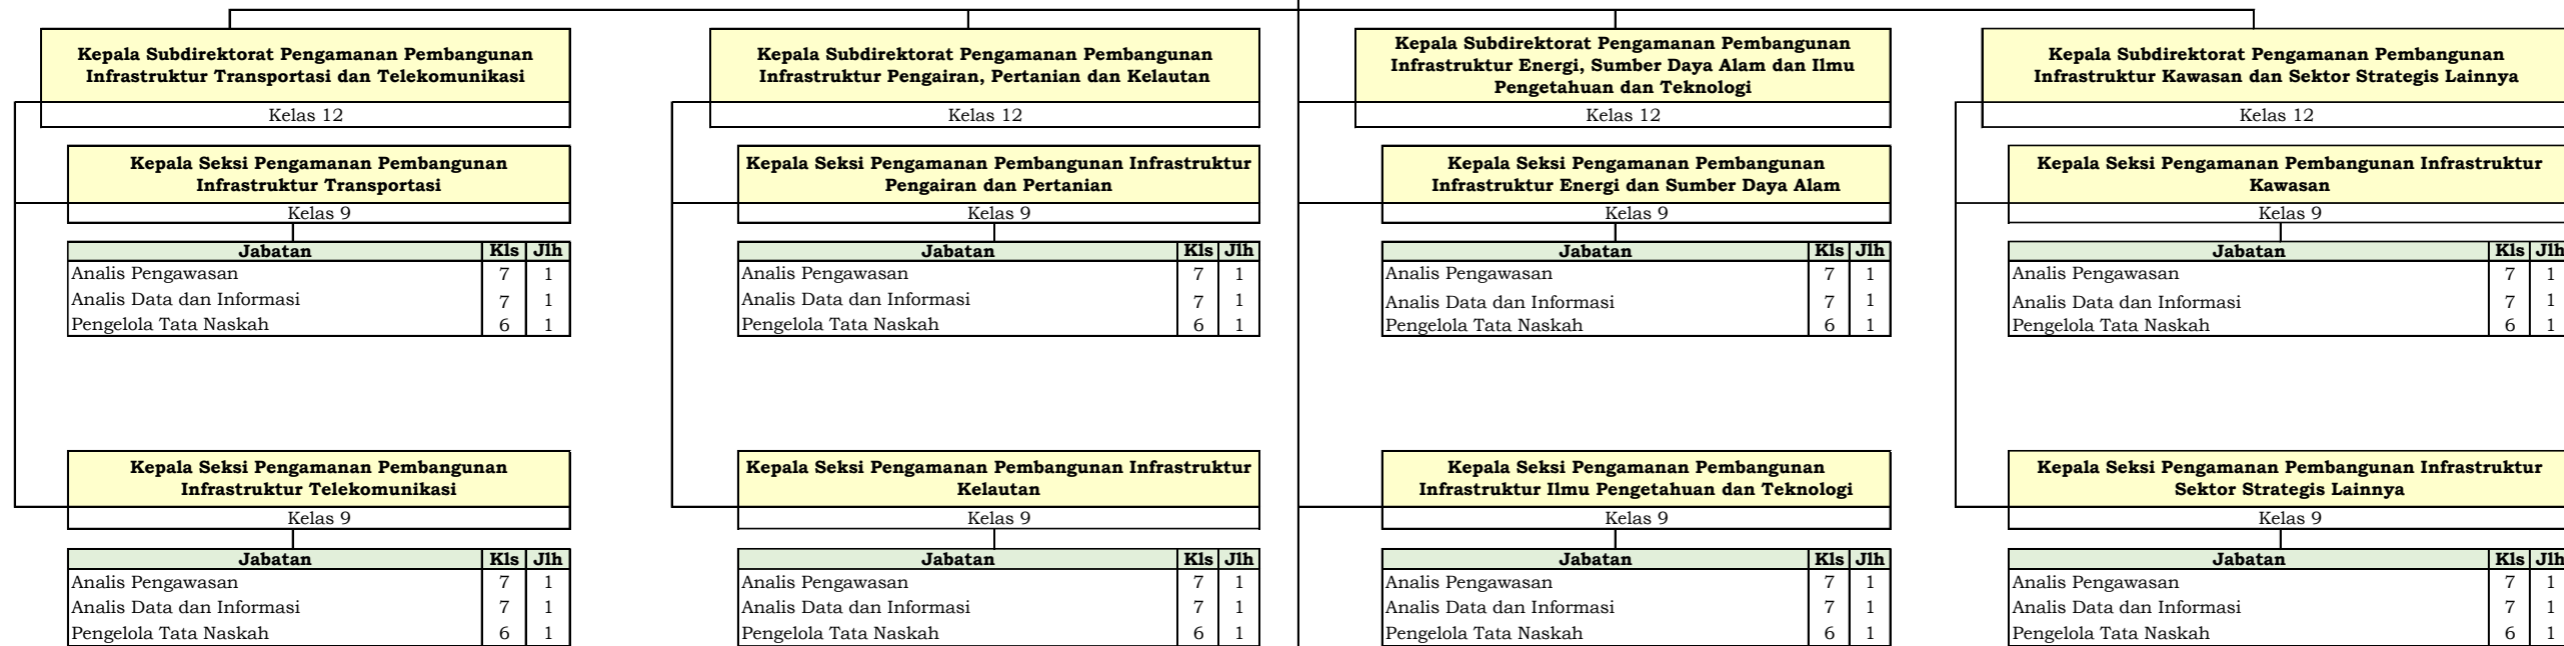 Kepala Subdirektorat Pengamanan Pembangunan
Infrastruktur Transportasi dan Telekomunikasi
Kelas 12
Kepala Seksi Pengamanan Pembangunan
Infrastruktur Transportasi
Kelas 9
Jabatan Kls Jlh
Analis Pengawasan 7 1
Analis Data dan Informasi 7 1
Pengelola Tata Naskah 6 1
Kepala Seksi Pengamanan Pembangunan
Infrastruktur Telekomunikasi
Kelas 9
Jabatan Kls Jlh
Analis Pengawasan 7 1
Analis Data dan Informasi 7 1
Pengelola Tata Naskah 6 1
Kepala Subdirektorat Pengamanan Pembangunan
Infrastruktur Pengairan, Pertanian dan Kelautan
Kelas 12
Kepala Seksi Pengamanan Pembangunan Infrastruktur
Pengairan dan Pertanian
Kelas 9
Jabatan Kls Jlh
Analis Pengawasan 7 1
Analis Data dan Informasi 7 1
Pengelola Tata Naskah 6 1
Kepala Seksi Pengamanan Pembangunan Infrastruktur
Kelautan
Kelas 9
Jabatan Kls Jlh
Analis Pengawasan 7 1
Analis Data dan Informasi 7 1
Pengelola Tata Naskah 6 1
Kepala Subdirektorat Pengamanan Pembangunan
Infrastruktur Energi, Sumber Daya Alam dan Ilmu
Pengetahuan dan Teknologi
Kelas 12
Kepala Seksi Pengamanan Pembangunan
Infrastruktur Energi dan Sumber Daya Alam
Kelas 9
Jabatan Kls Jlh
Analis Pengawasan 7 1
Analis Data dan Informasi 7 1
Pengelola Tata Naskah 6 1
Kepala Seksi Pengamanan Pembangunan
Infrastruktur Ilmu Pengetahuan dan Teknologi
Kelas 9
Jabatan Kls Jlh
Analis Pengawasan 7 1
Analis Data dan Informasi 7 1
Pengelola Tata Naskah 6 1
Kepala Subdirektorat Pengamanan Pembangunan
Infrastruktur Kawasan dan Sektor Strategis Lainnya
Kelas 12
Kepala Seksi Pengamanan Pembangunan Infrastruktur
Kawasan
Kelas 9
Jabatan Kls Jlh
Analis Pengawasan 7 1
Analis Data dan Informasi 7 1
Pengelola Tata Naskah 6 1
Kepala Seksi Pengamanan Pembangunan Infrastruktur
Sektor Strategis Lainnya
Kelas 9
Jabatan Kls Jlh
Analis Pengawasan 7 1
Analis Data dan Informasi 7 1
Pengelola Tata Naskah 6 1